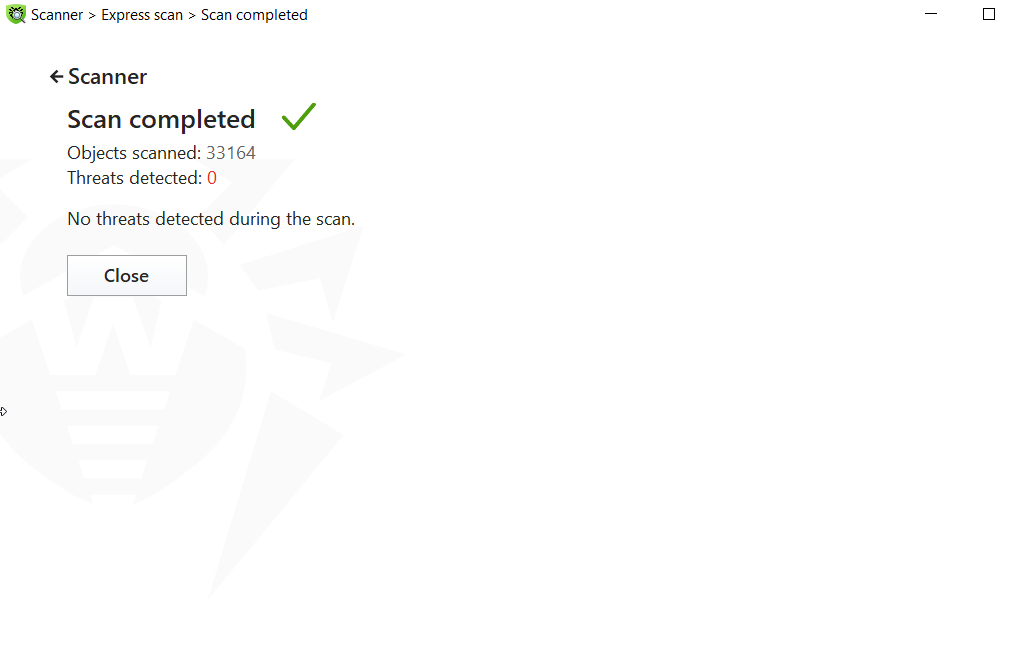 Scanner > Express scan > Scan completed
Scanner
Scan completed
Objects scanned: 33164
Threats detected: 0
No threats detected during the scan.
Close